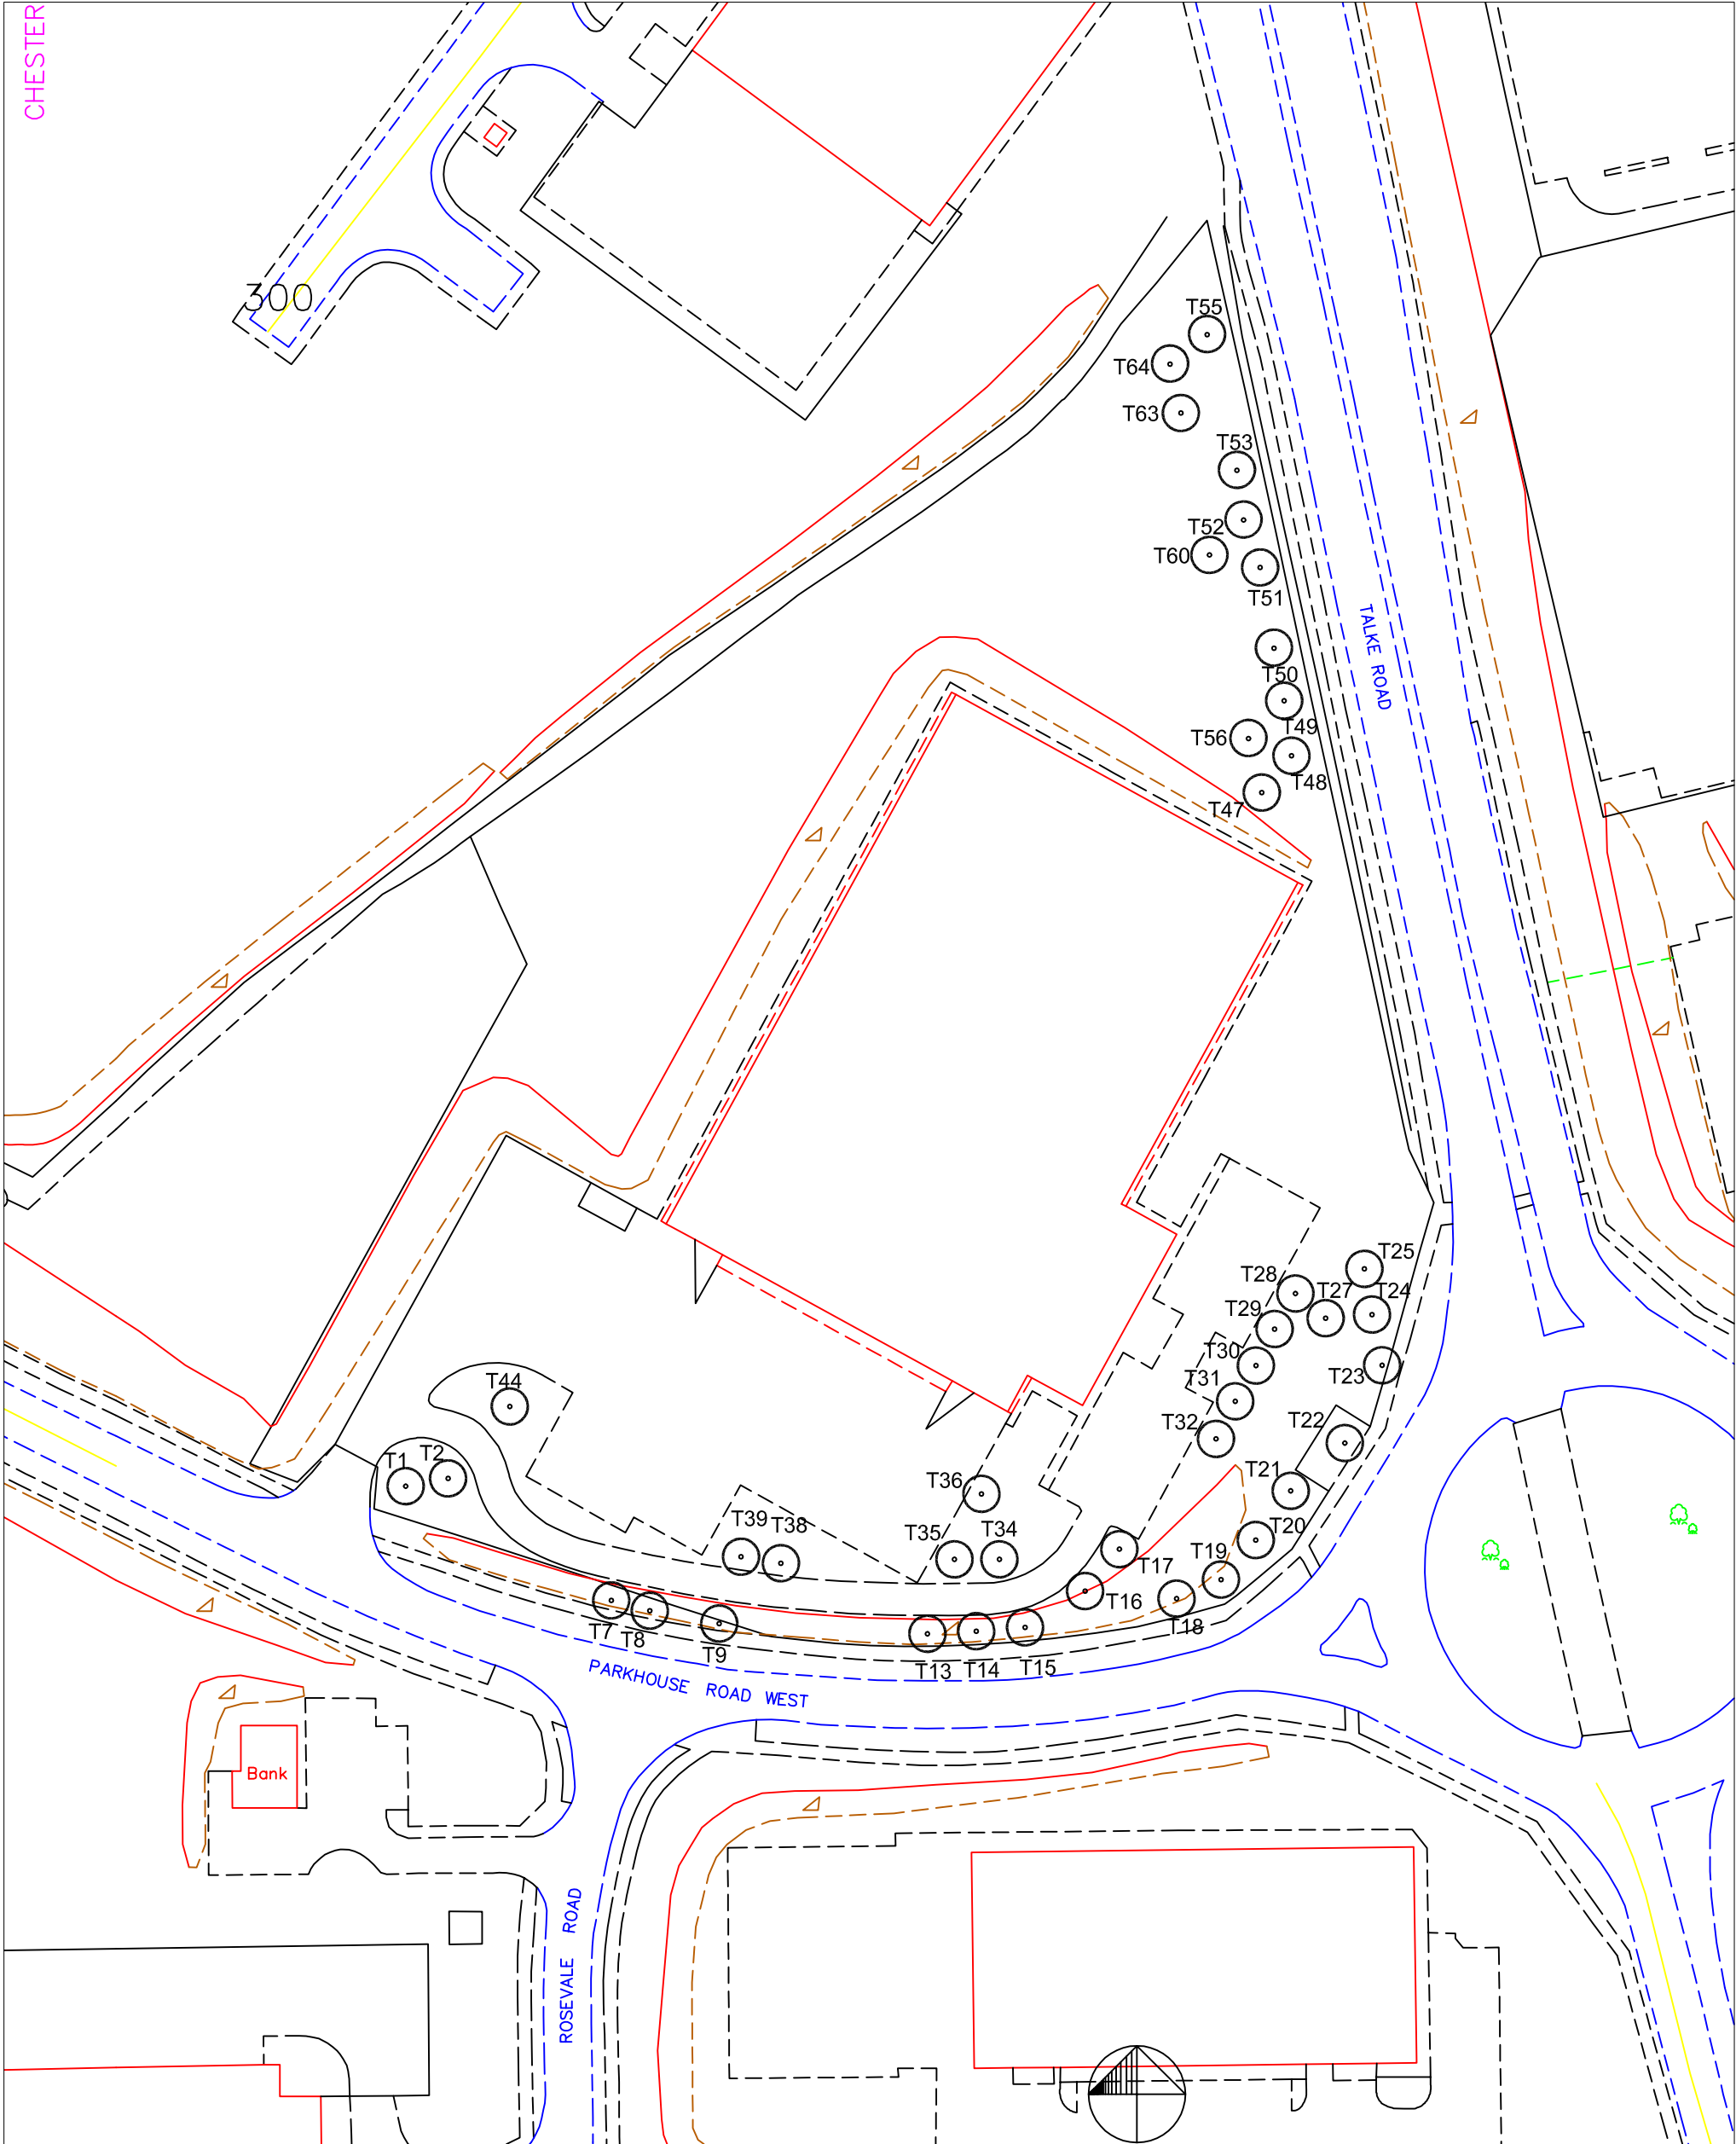 CHESTER
300
T55
T64
T63
T53
T52
T60
T51
TALKE ROAD
T50
T49
T56
T48
T47
T25
T28
T27
T24
T29
T30
T23
T31
T44
T22
T32
T1
T2
T36
T21
T39
T38
T35
T34
T20
T17
T19
T16
T18
T7
T8
T9
T13
T14
T15
PARKHOUSE ROAD WEST
Bank
ROSEVALE ROAD